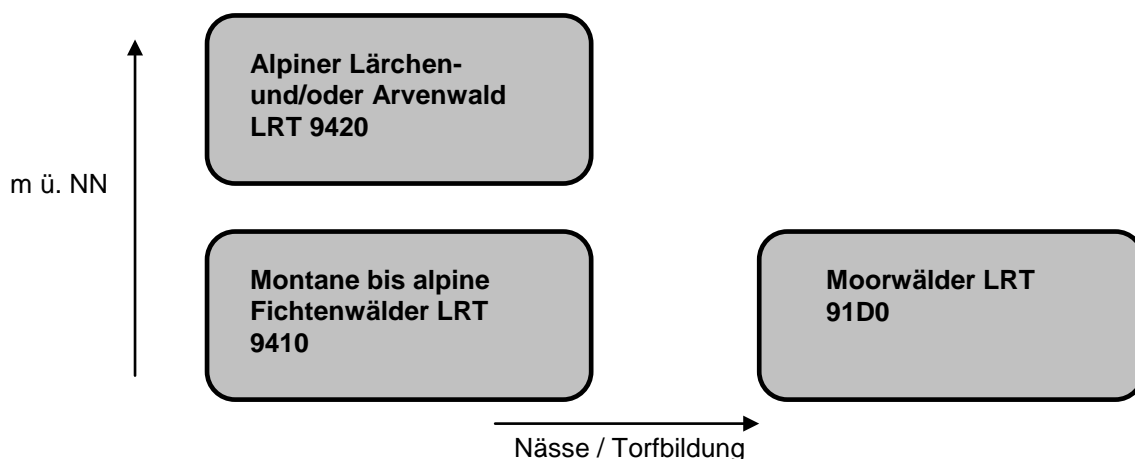 Alpiner Lärchen-
und/oder Arvenwald
LRT 9420
m ü. NN
Montane bis alpine
Fichtenwälder LRT
9410
Moorwälder LRT
91D0
Nässe / Torfbildung